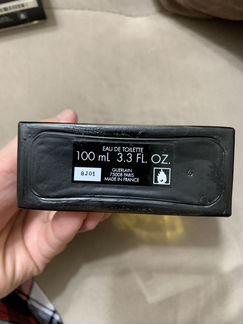 EAU DE TOILETTE
100 ml 3.3 FL. OZ.
GUERLAIN
75008 PARIS
MADE IN FRANCE
8J01